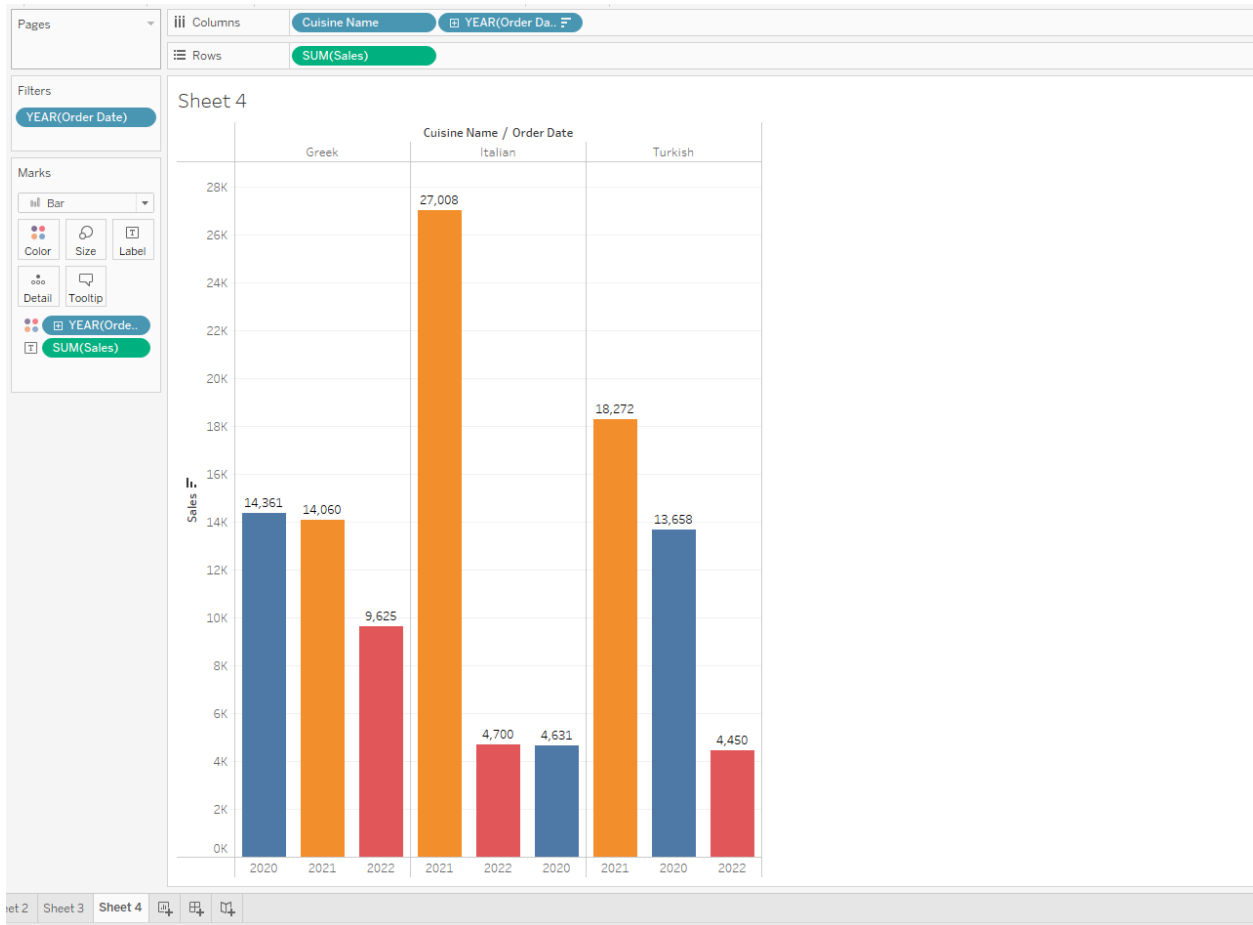 Pages
Columns
Cuisine Name
YEAR(Order Da..
Rows
SUM(Sales)
Filters
YEAR(Order Date)
Marks
Bar
Color Size Label
Detail Tooltip
YEAR(Orde..
T SUM(Sales)
Sheet 4
Cuisine Name / Order Date
Greek Italian Turkish
28K
26K
24K
22K
20K
18K
16K
14K
12K
10K
8K
6K
4K
2K
0K
Sales
14,361
14,060
9,625
27,008
4,700
4,631
18,272
13,658
4,450
2020 2021 2022 2021 2022 2020 2021 2020 2022
eet 2 Sheet 3 Sheet 4